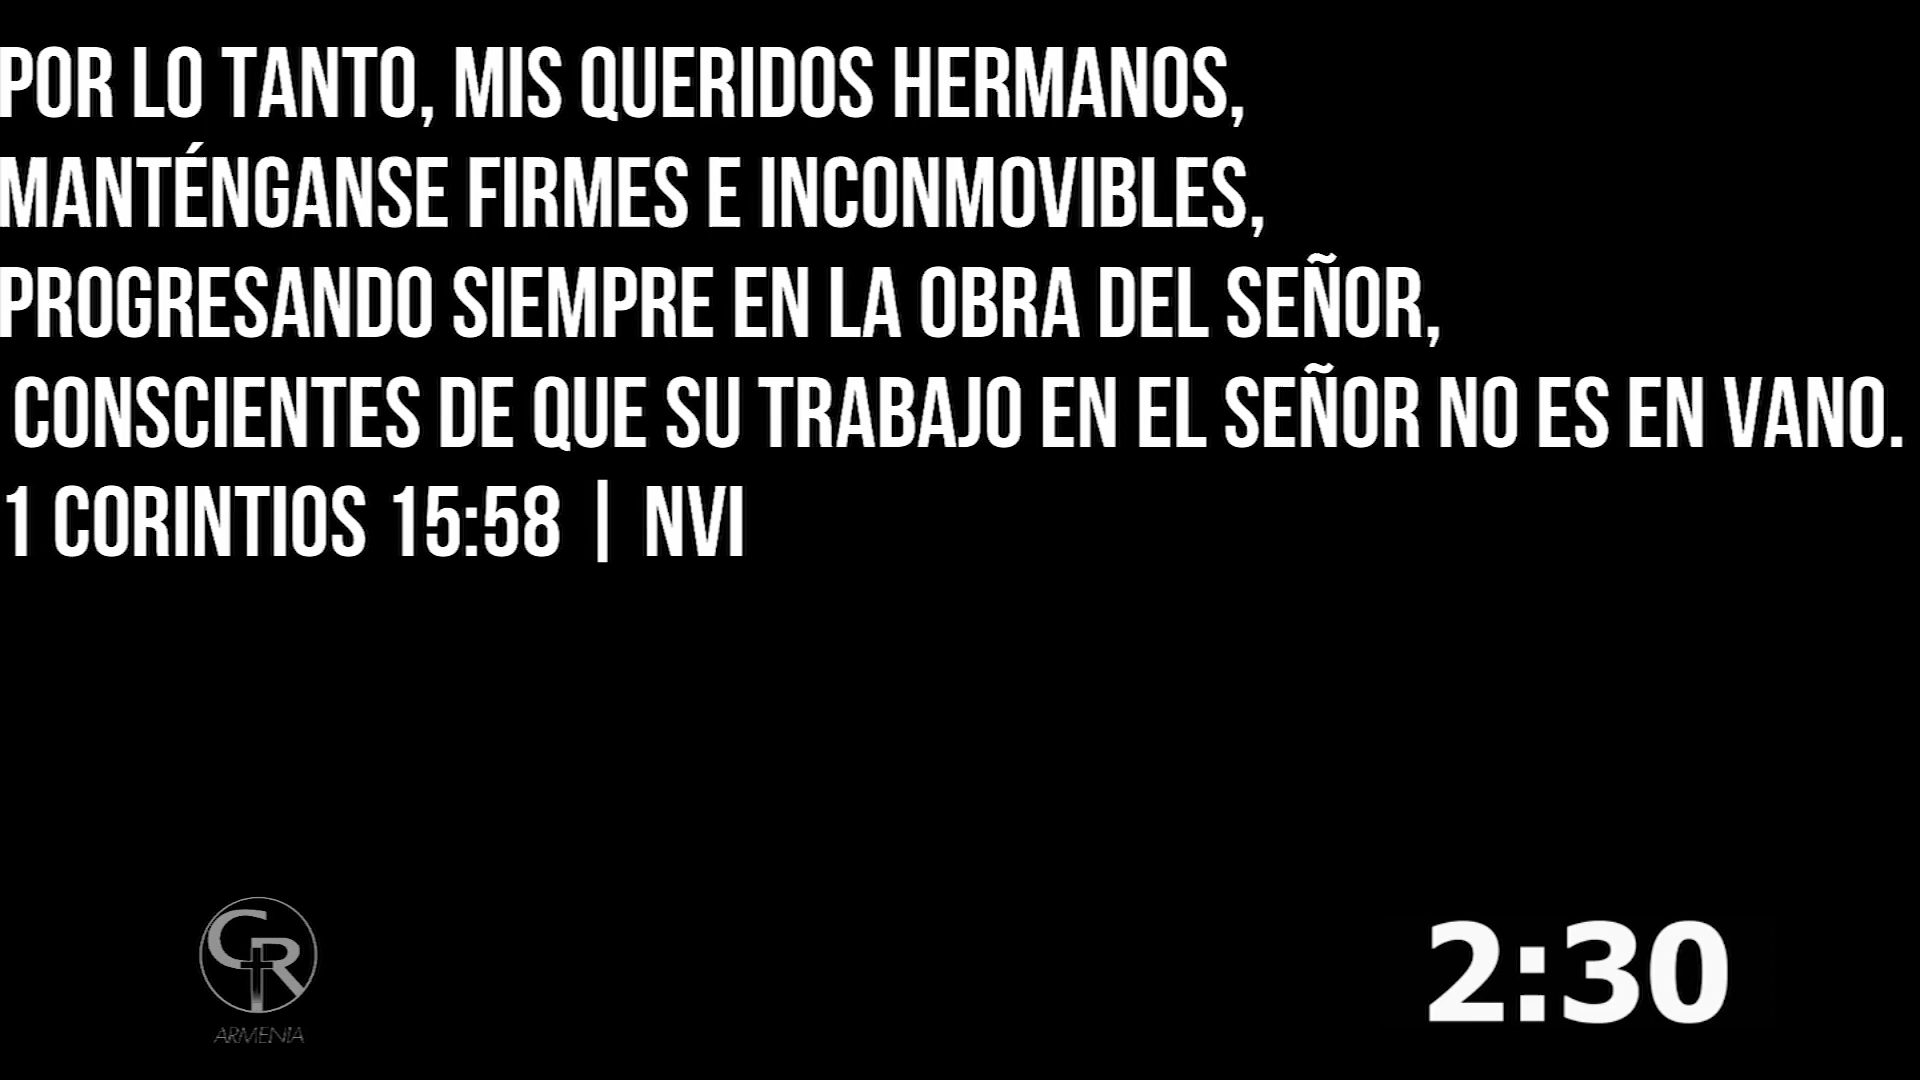 POR LO TANTO, MIS QUERIDOS HERMANOS,
MANTÉNGANSE FIRMES E INCONMOVIBLES,
PROGRESANDO SIEMPRE EN LA OBRA DEL SEÑOR,
CONSCIENTES DE QUE SU TRABAJO EN EL SEÑOR NO ES EN VANO.
1 CORINTIOS 15:58 | NVI
CR
ARMENIA
2:30